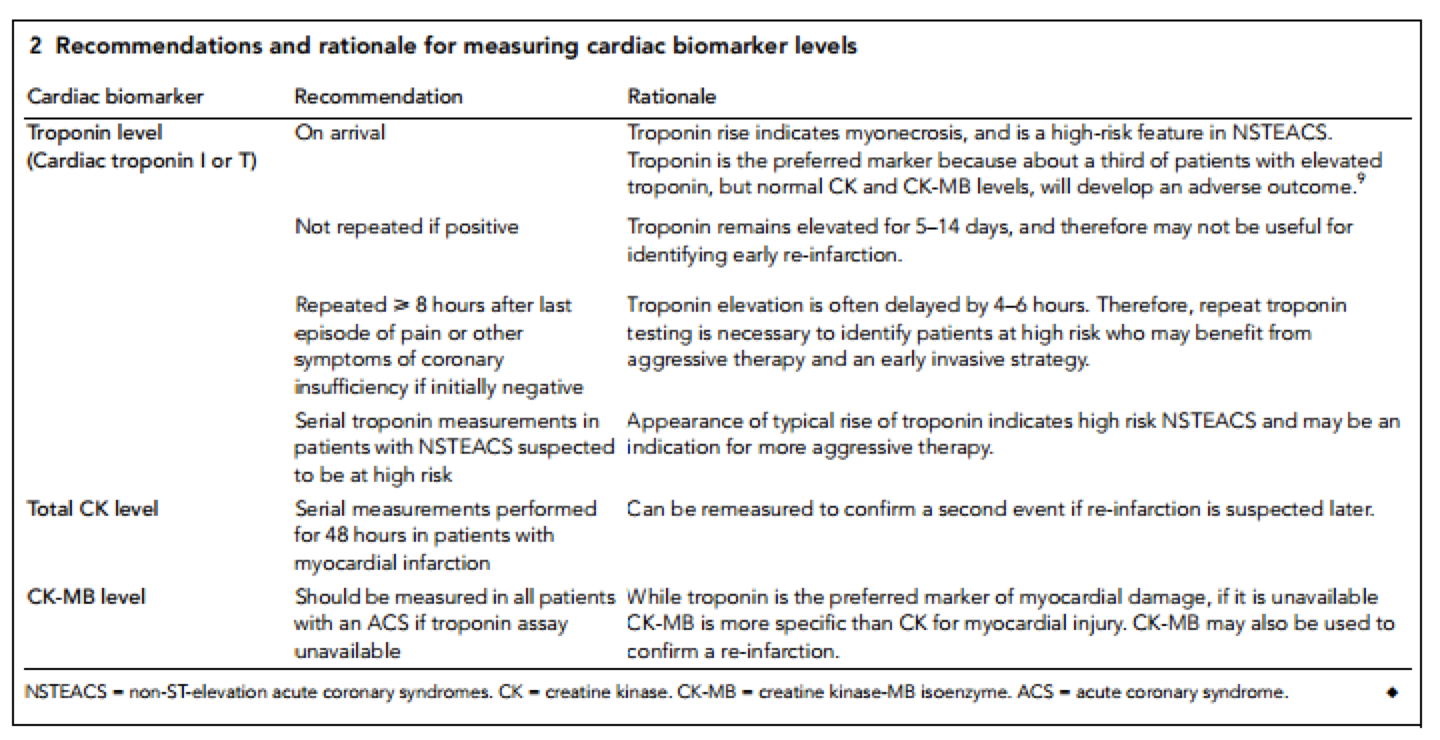 2 Recommendations and rationale for measuring cardiac biomarker levels
Cardiac biomarker Recommendation Rationale
Troponin level
(Cardiac troponin I or T)
On arrival
Troponin rise indicates myonecrosis, and is a high-risk feature in NSTEACS.
Troponin is the preferred marker because about a third of patients with elevated
troponin, but normal CK and CK-MB levels, will develop an adverse outcome.⁹
Not repeated if positive
Troponin remains elevated for 5–14 days, and therefore may not be useful for
identifying early re-infarction.
Repeated ⩾ 8 hours after last
episode of pain or other
symptoms of coronary
insufficiency if initially negative
Troponin elevation is often delayed by 4–6 hours. Therefore, repeat troponin
testing is necessary to identify patients at high risk who may benefit from
aggressive therapy and an early invasive strategy.
Serial troponin measurements in
patients with NSTEACS suspected
to be at high risk
Appearance of typical rise of troponin indicates high risk NSTEACS and may be an
indication for more aggressive therapy.
Total CK level
Serial measurements performed
for 48 hours in patients with
myocardial infarction
Can be remeasured to confirm a second event if re-infarction is suspected later.
CK-MB level
Should be measured in all patients
with an ACS if troponin assay
unavailable
While troponin is the preferred marker of myocardial damage, if it is unavailable
CK-MB is more specific than CK for myocardial injury. CK-MB may also be used to
confirm a re-infarction.
NSTEACS = non-ST-elevation acute coronary syndromes. CK = creatine kinase. CK-MB = creatine kinase-MB isoenzyme. ACS = acute coronary syndrome. ◆